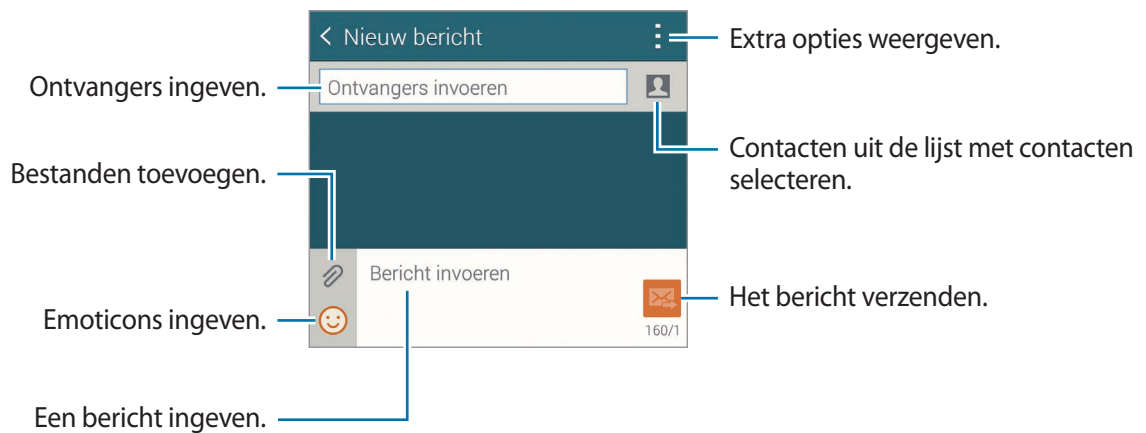 Nieuw bericht
Extra opties weergeven.
Ontvangers ingeven.
Ontvangers invoeren
Contacten uit de lijst met contacten
selecteren.
Bestanden toevoegen.
Bericht invoeren
Het bericht verzenden.
Emoticons ingeven.
160/1
Een bericht ingeven.